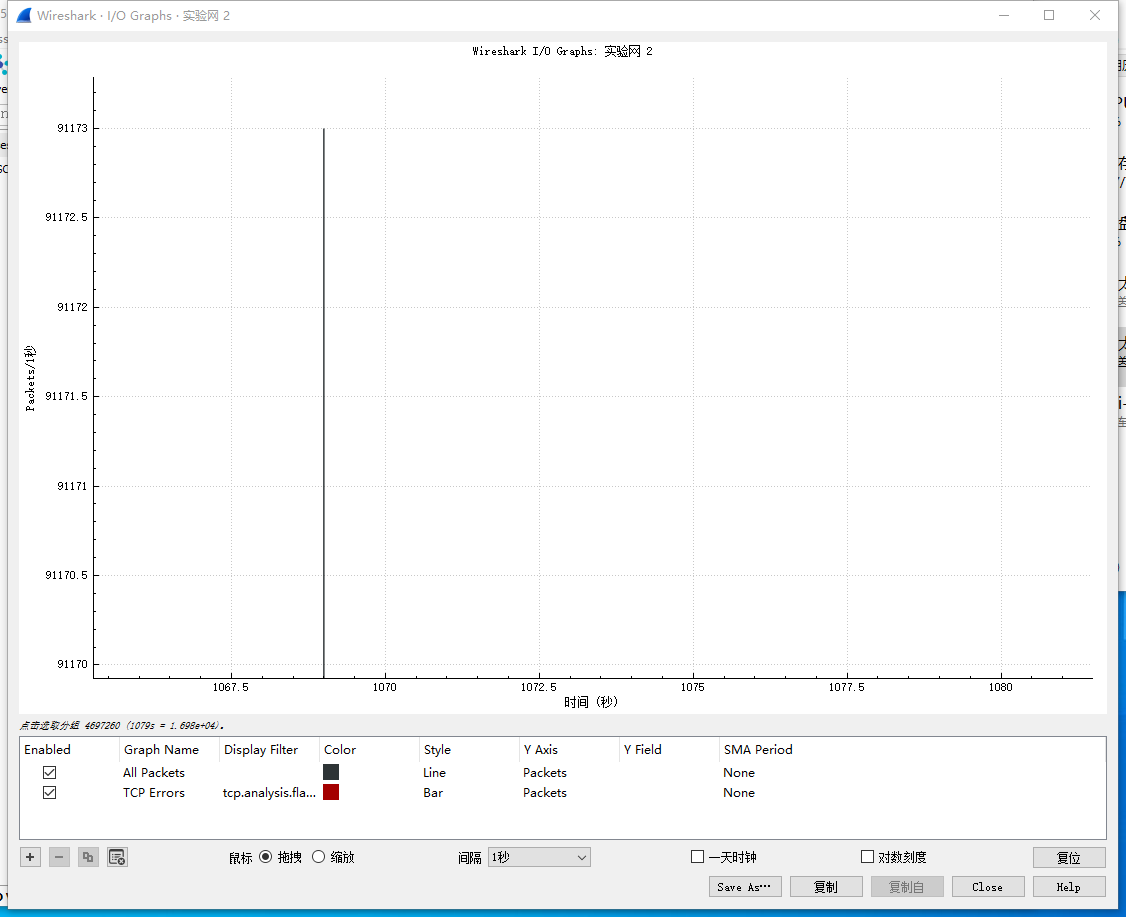 Wireshark · I/O Graphs · 实验网 2
Wireshark I/O Graphs: 实验网 2
91173
91172.5
91172
91171.5
91171
91170.5
91170
Packets/1秒
1067.5 1070 1072.5 1075 1077.5 1080
时间 (秒)
点击选取分组 4697260 (1079s = 1.698e+04)。
Enabled Graph Name Display Filter Color Style Y Axis Y Field SMA Period
All Packets Line Packets None
TCP Errors tcp.analysis.fla... Bar Packets None
鼠标 拖拽 缩放 间隔 1秒 一天时钟 对数刻度 复位
Save As… 复制 复制自 Close Help